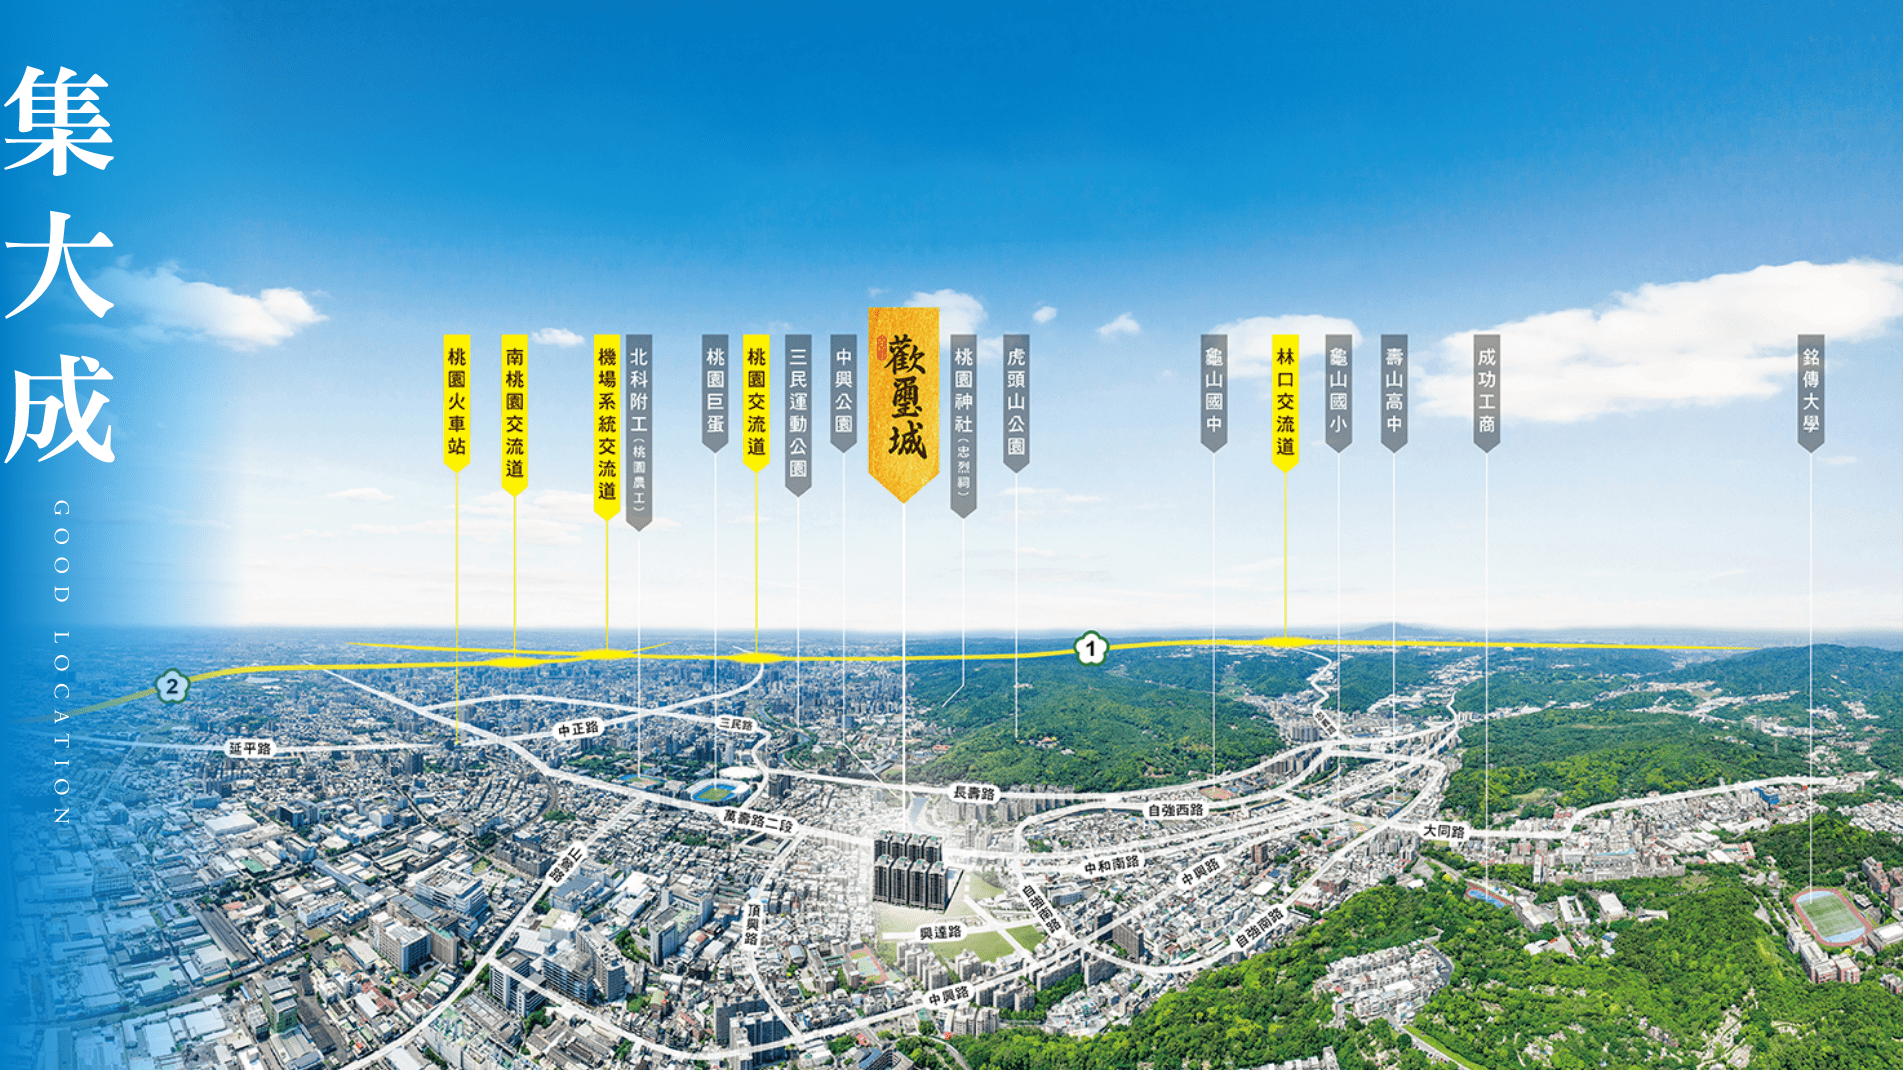 集大成
GOOD LOCATION
桃園火車站
南桃園交流道
機場系統交流道
北科附工(桃園農工)
桃園巨蛋
桃園交流道
三民運動公園
中興公園
歡璽城
桃園神社(忠烈祠)
虎頭山公園
龜山國中
林口交流道
龜山國小
壽山高中
成功工商
銘傳大學
1
2
延平路
中正路
三民路
長壽路
自強西路
萬壽路二段
大同路
中和南路
中興路
山鶯路
頂興路
興達路
自強南路
中興路